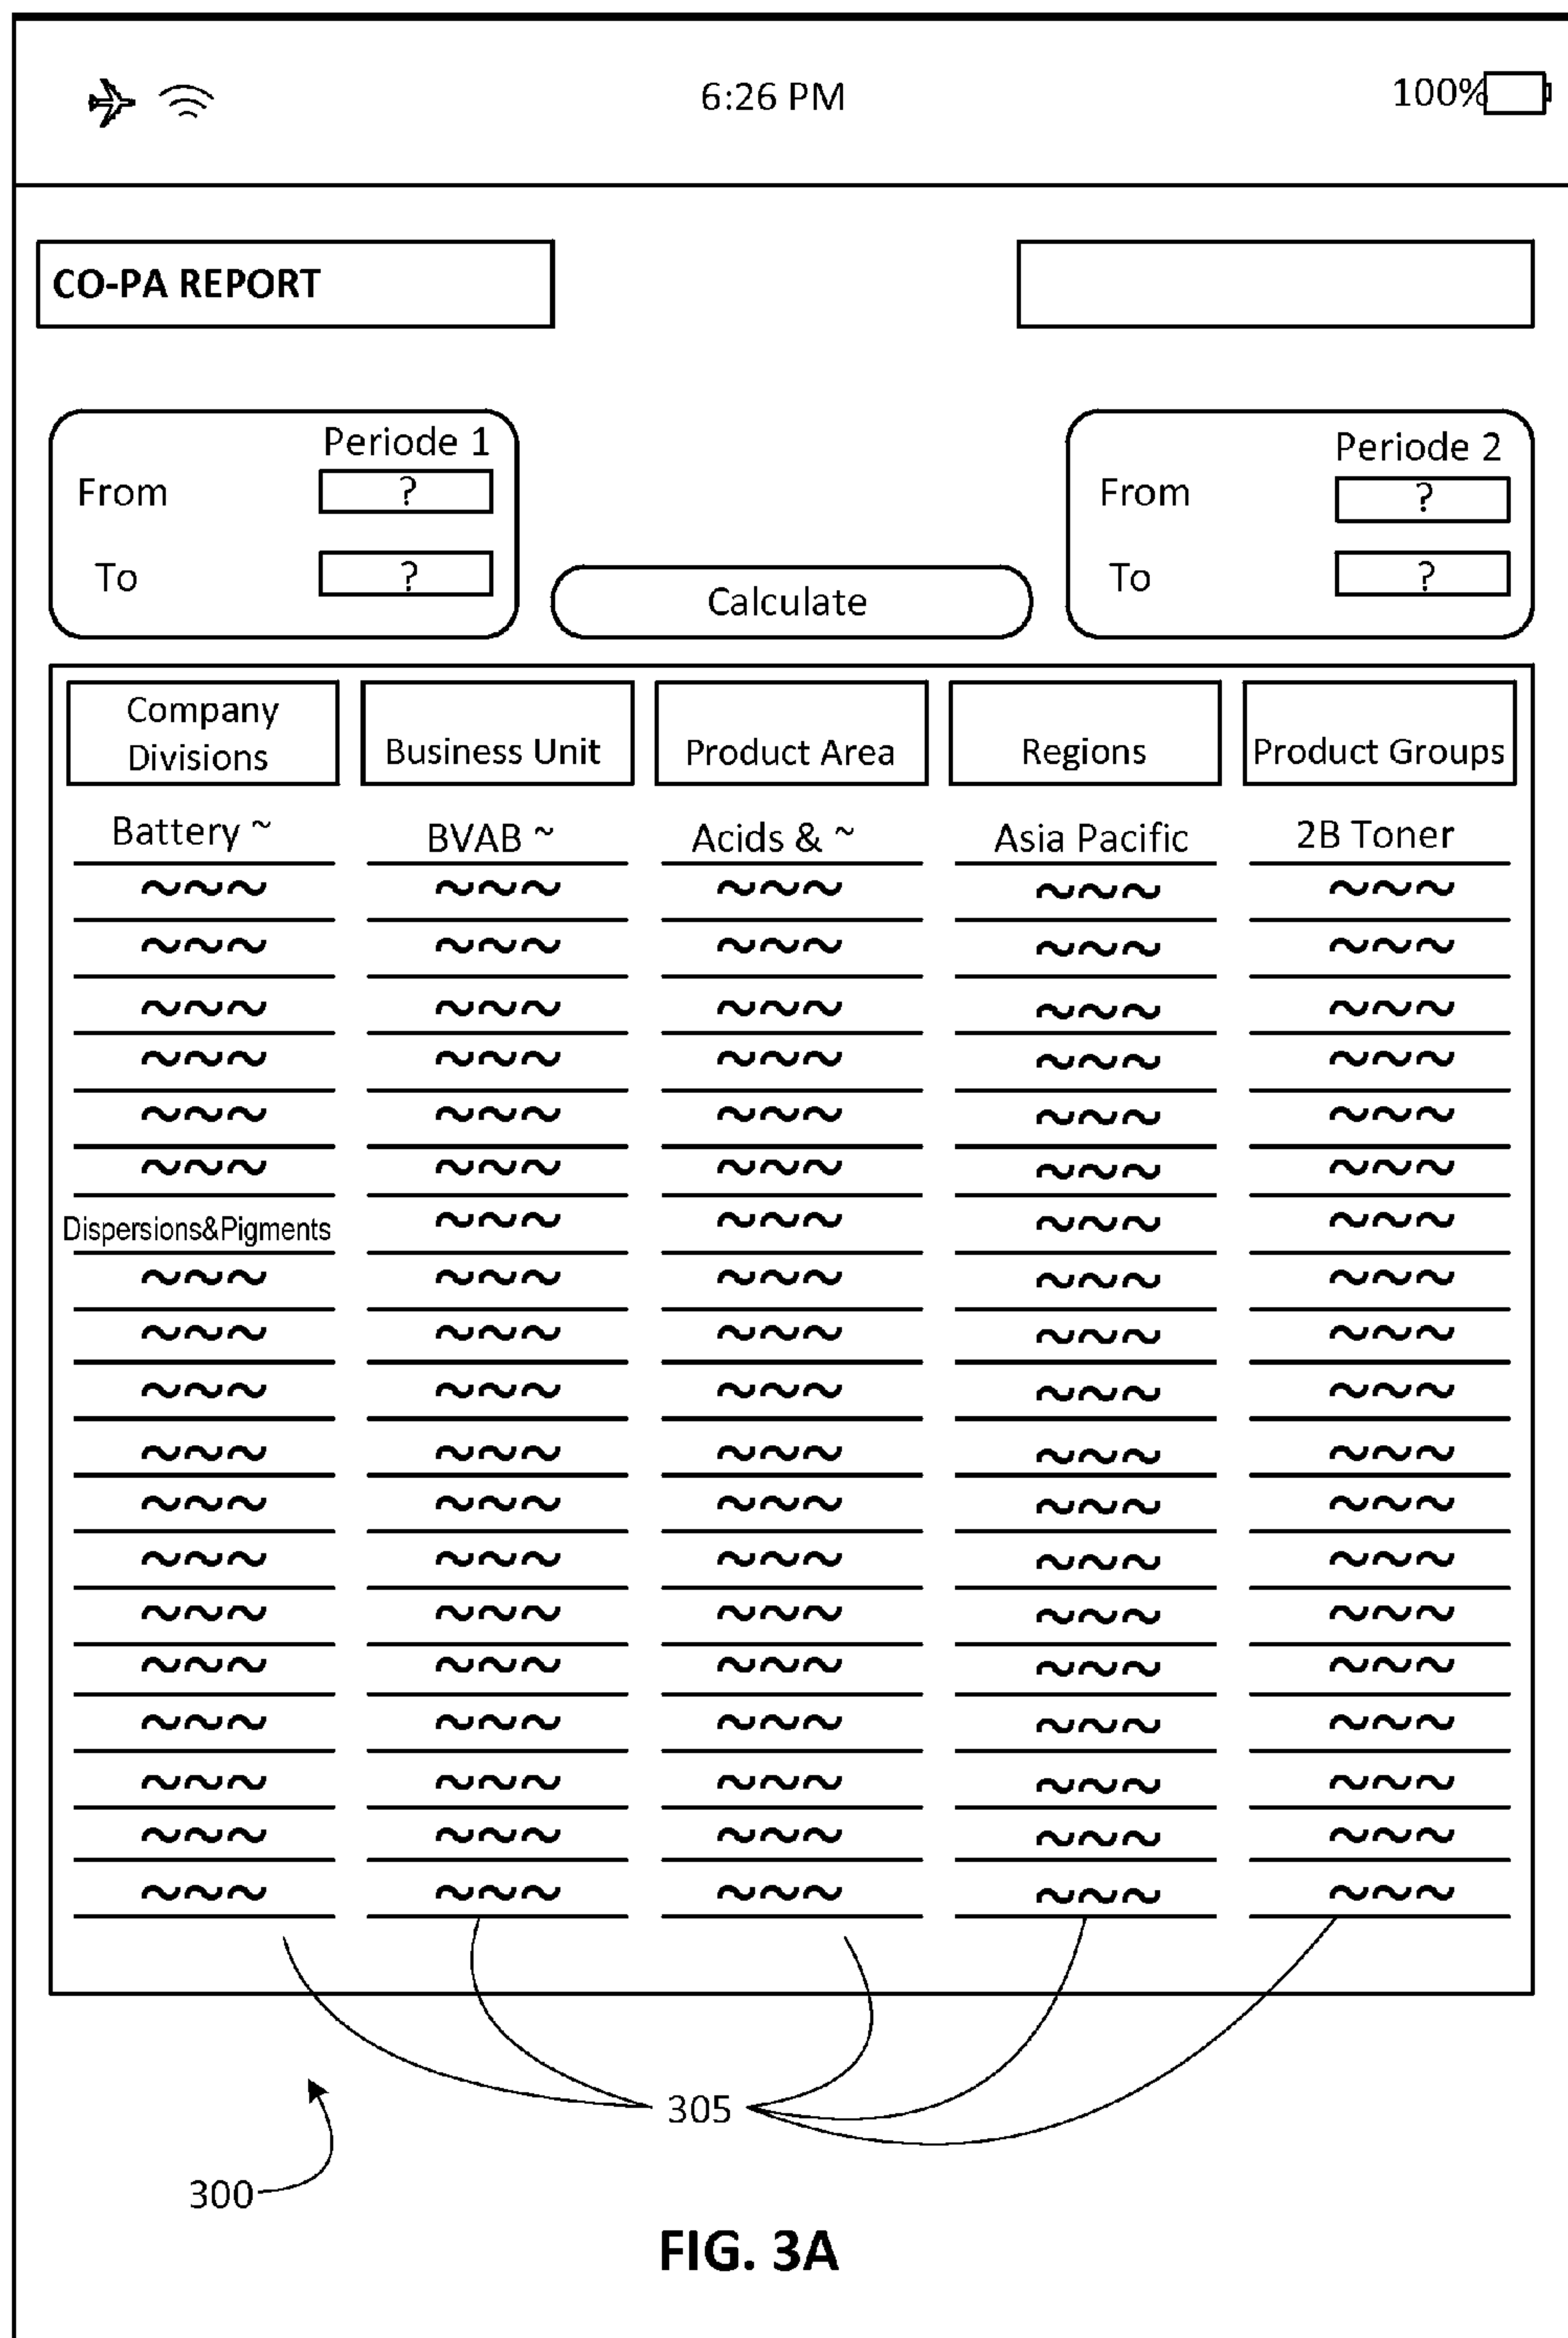 6:26 PM
100%
CO-PA REPORT
Periode 1
From ?
To ?
Calculate
Periode 2
From ?
To ?
Company
Divisions
Business Unit
Product Area
Regions
Product Groups
Battery ~
BVAB ~
Acids & ~
Asia Pacific
2B Toner
Dispersions&Pigments
305
300
FIG. 3A